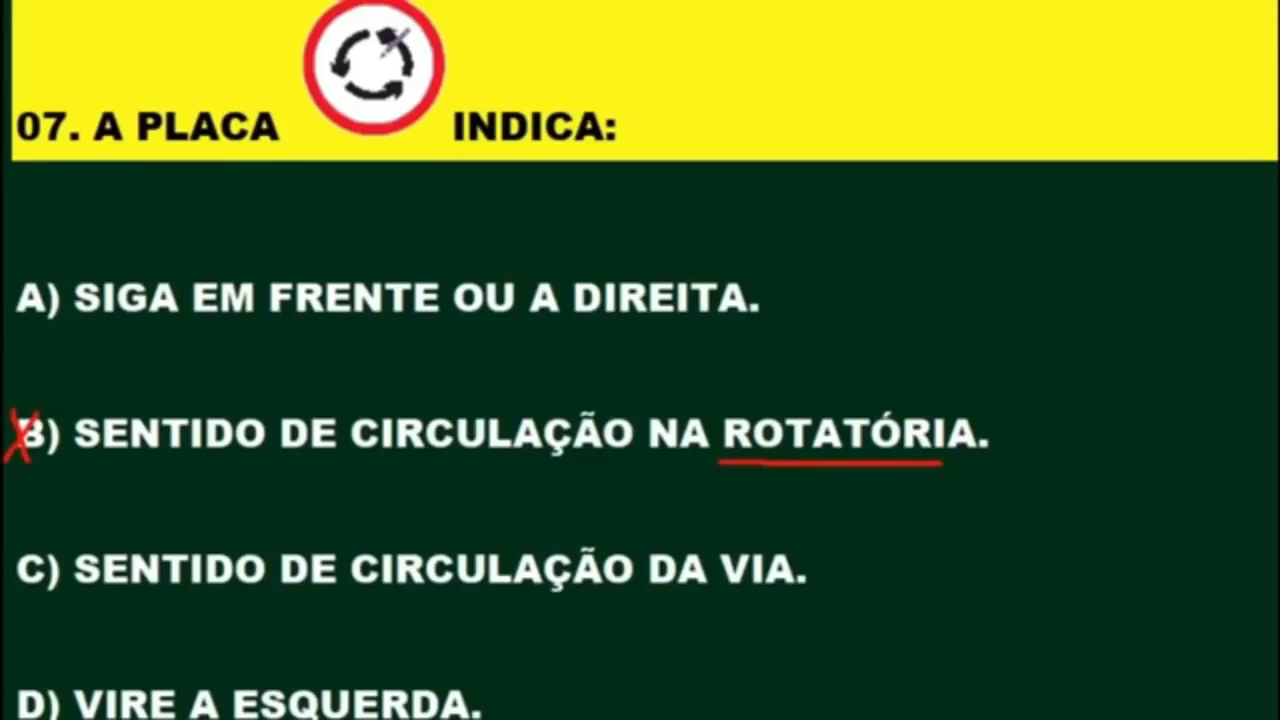 07. A PLACA INDICA:
A) SIGA EM FRENTE OU A DIREITA.
B) SENTIDO DE CIRCULAÇÃO NA ROTATÓRIA.
C) SENTIDO DE CIRCULAÇÃO DA VIA.
D) VIRE A ESQUERDA.